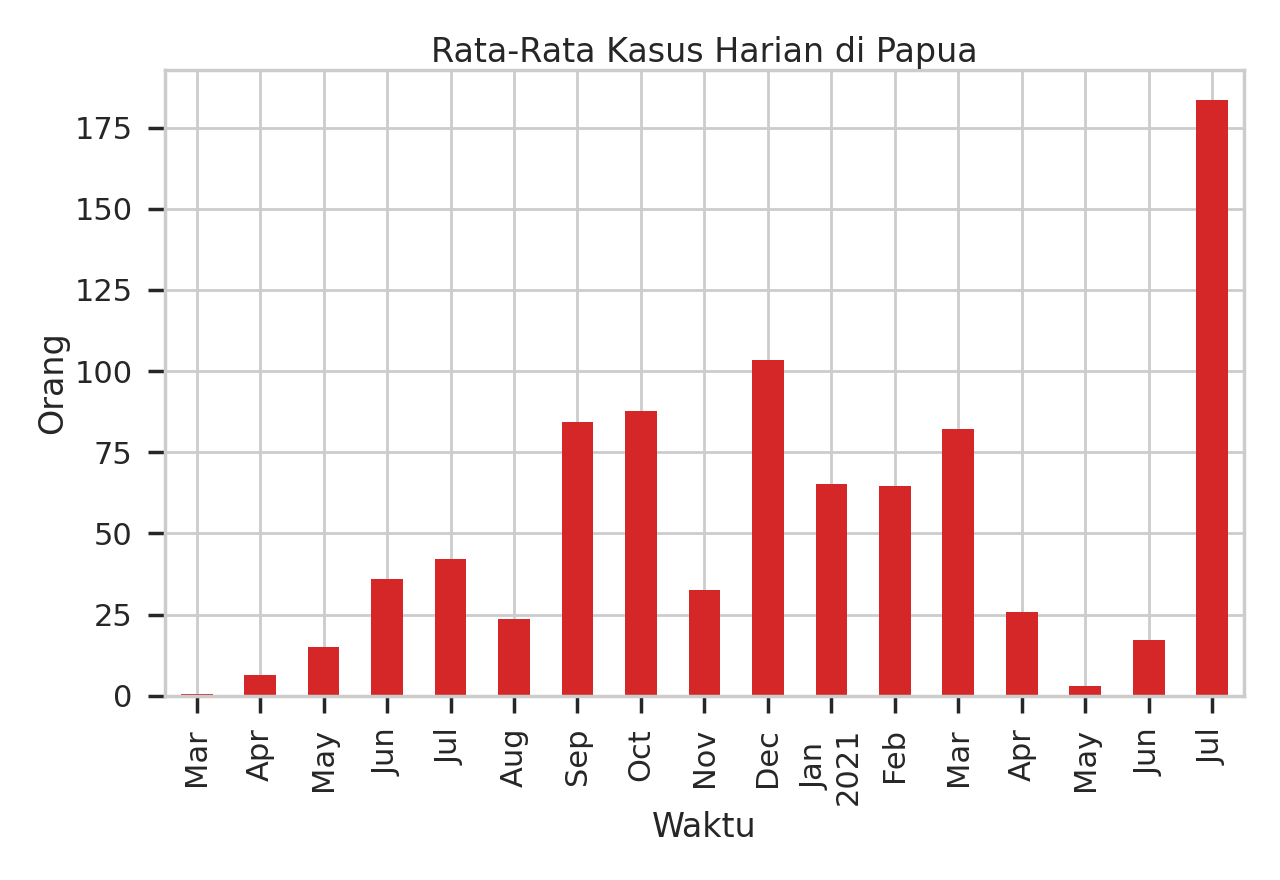 Rata-Rata Kasus Harian di Papua
Orang
175
150
125
100
75
50
25
0
Mar
Apr
May
Jun
Jul
Aug
Sep
Oct
Nov
Dec
Jan
2021
Feb
Mar
Apr
May
Jun
Jul
Waktu